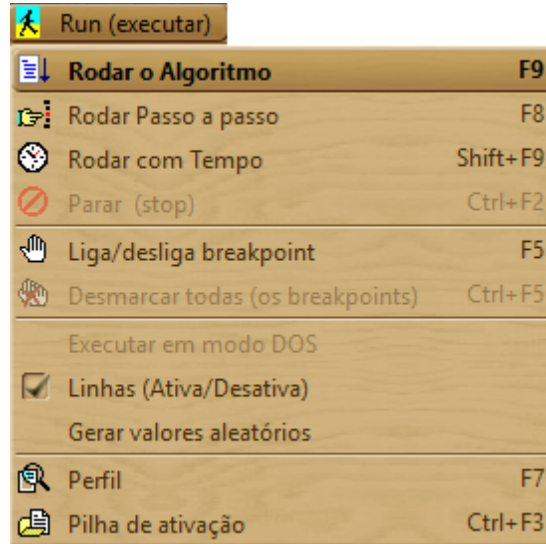 Run (executar)
Rodar o Algoritmo F9
Rodar Passo a passo F8
Rodar com Tempo Shift+F9
Parar (stop) Ctrl+F2
Liga/desliga breakpoint F5
Desmarcar todas (os breakpoints) Ctrl+F5
Executar em modo DOS
Linhas (Ativa/Desativa)
Gerar valores aleatórios
Perfil F7
Pilha de ativação Ctrl+F3